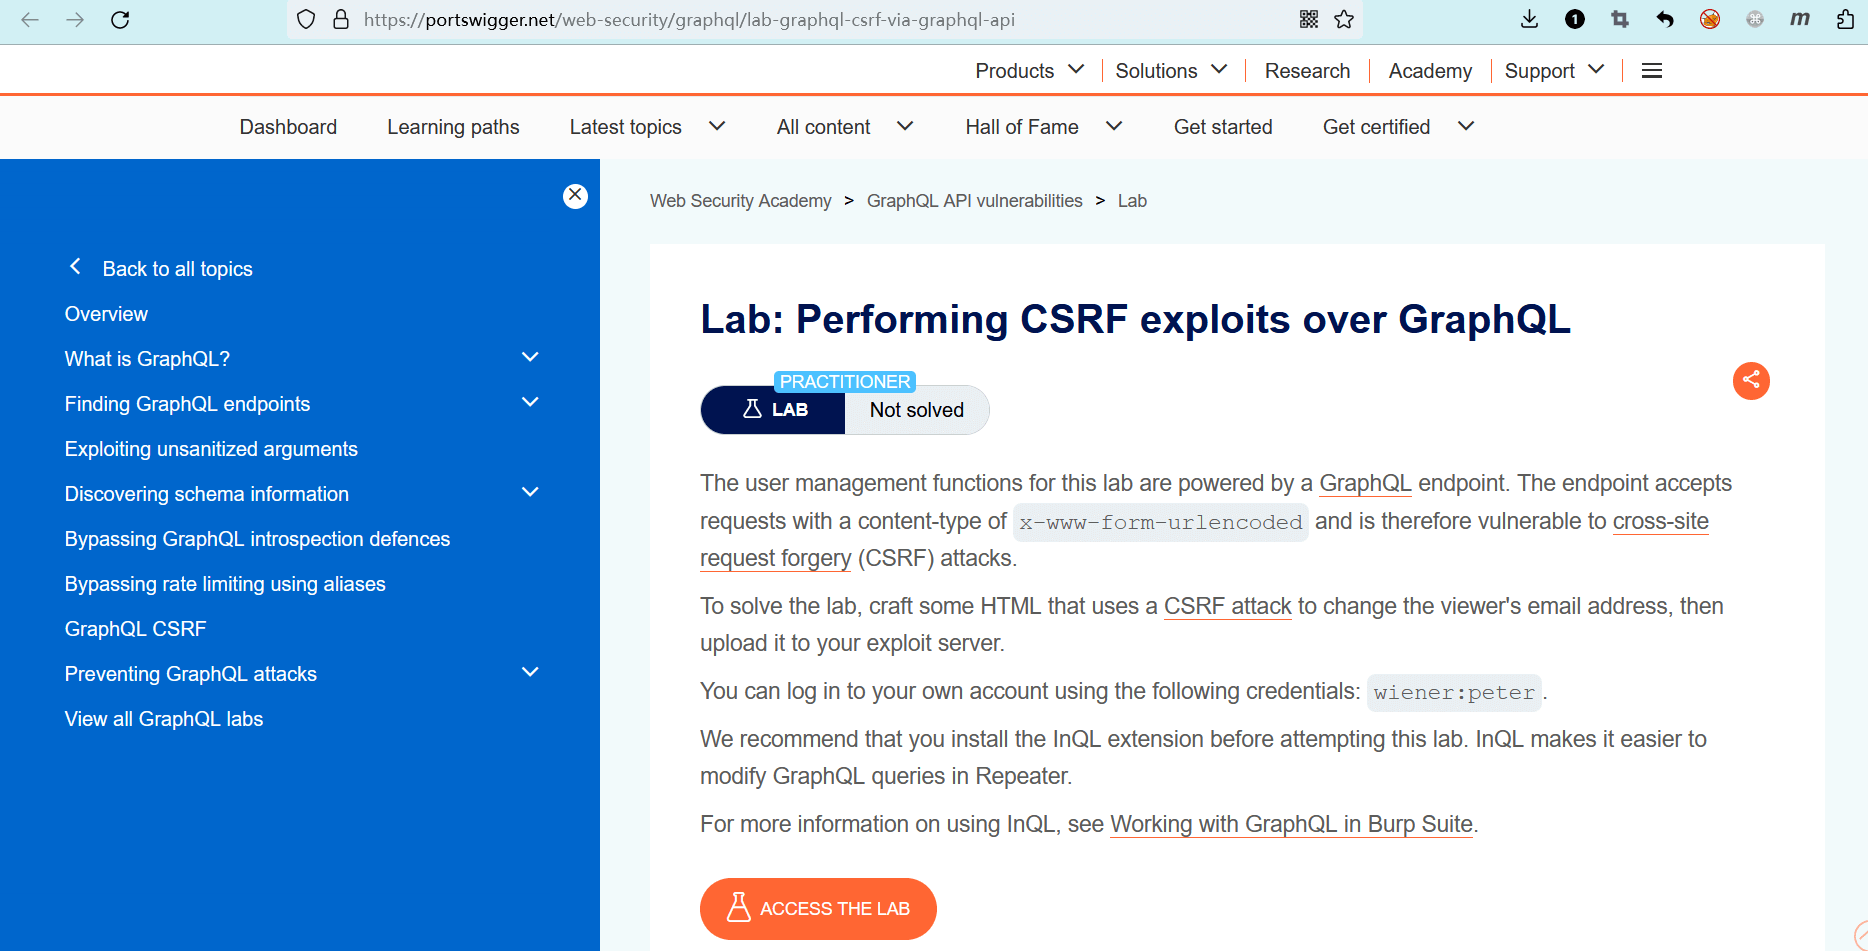 https://portswigger.net/web-security/graphql/lab-graphql-csrf-via-graphql-api
1
m
Products
Solutions
Research
Academy
Support
Dashboard
Learning paths
Latest topics
All content
Hall of Fame
Get started
Get certified
Back to all topics
Overview
What is GraphQL?
Finding GraphQL endpoints
Exploiting unsanitized arguments
Discovering schema information
Bypassing GraphQL introspection defences
Bypassing rate limiting using aliases
GraphQL CSRF
Preventing GraphQL attacks
View all GraphQL labs
Web Security Academy > GraphQL API vulnerabilities > Lab
Lab: Performing CSRF exploits over GraphQL
PRACTITIONER
LAB
Not solved
The user management functions for this lab are powered by a GraphQL endpoint. The endpoint accepts
requests with a content-type of x-www-form-urlencoded and is therefore vulnerable to cross-site
request forgery (CSRF) attacks.
To solve the lab, craft some HTML that uses a CSRF attack to change the viewer's email address, then
upload it to your exploit server.
You can log in to your own account using the following credentials: wiener:peter.
We recommend that you install the InQL extension before attempting this lab. InQL makes it easier to
modify GraphQL queries in Repeater.
For more information on using InQL, see Working with GraphQL in Burp Suite.
ACCESS THE LAB